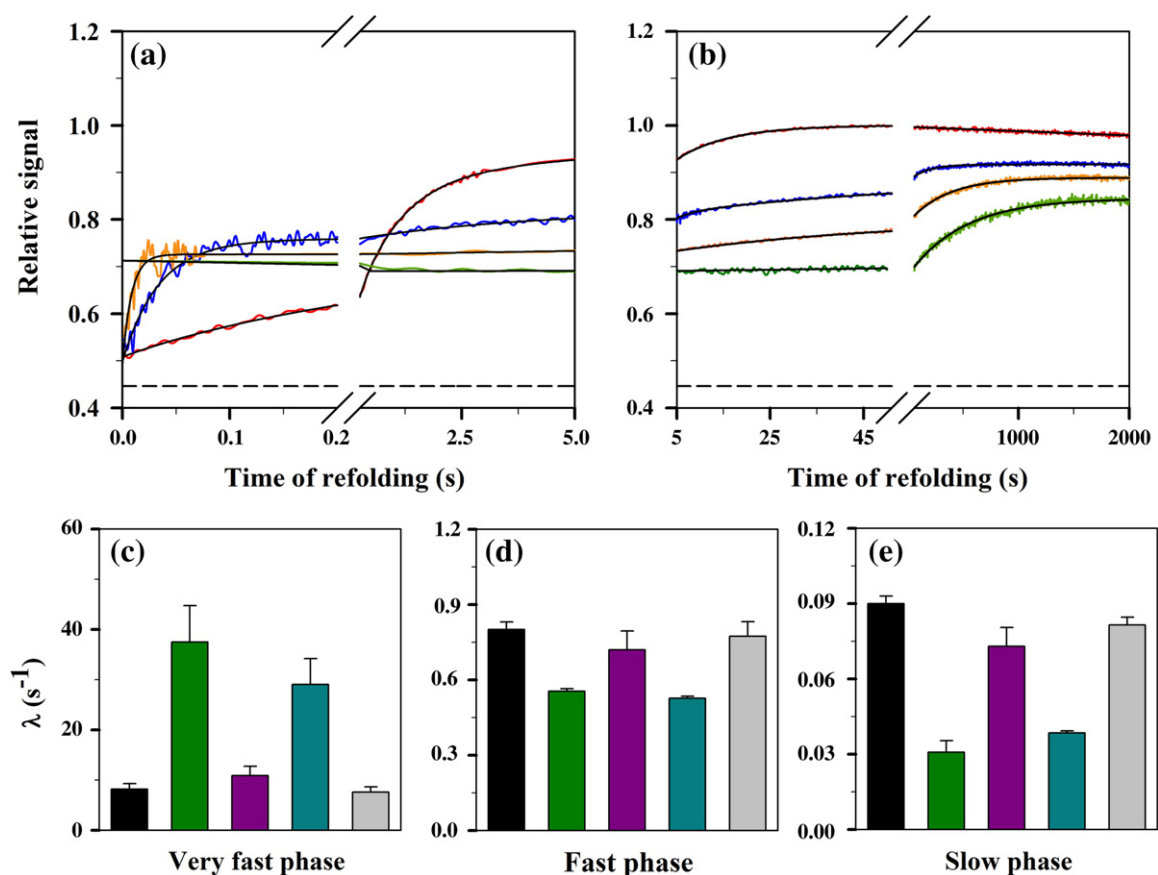 (a)
(b)
Relative signal
1.2
1.0
0.8
0.6
0.4
0.0
0.1
0.2
2.5
5.0
Time of refolding (s)
1.2
1.0
0.8
0.6
0.4
5
25
45
1000
2000
Time of refolding (s)
(c)
λ (s⁻¹)
60
40
20
0
Very fast phase
(d)
1.2
0.9
0.6
0.3
0.0
Fast phase
(e)
0.12
0.09
0.06
0.03
0.00
Slow phase